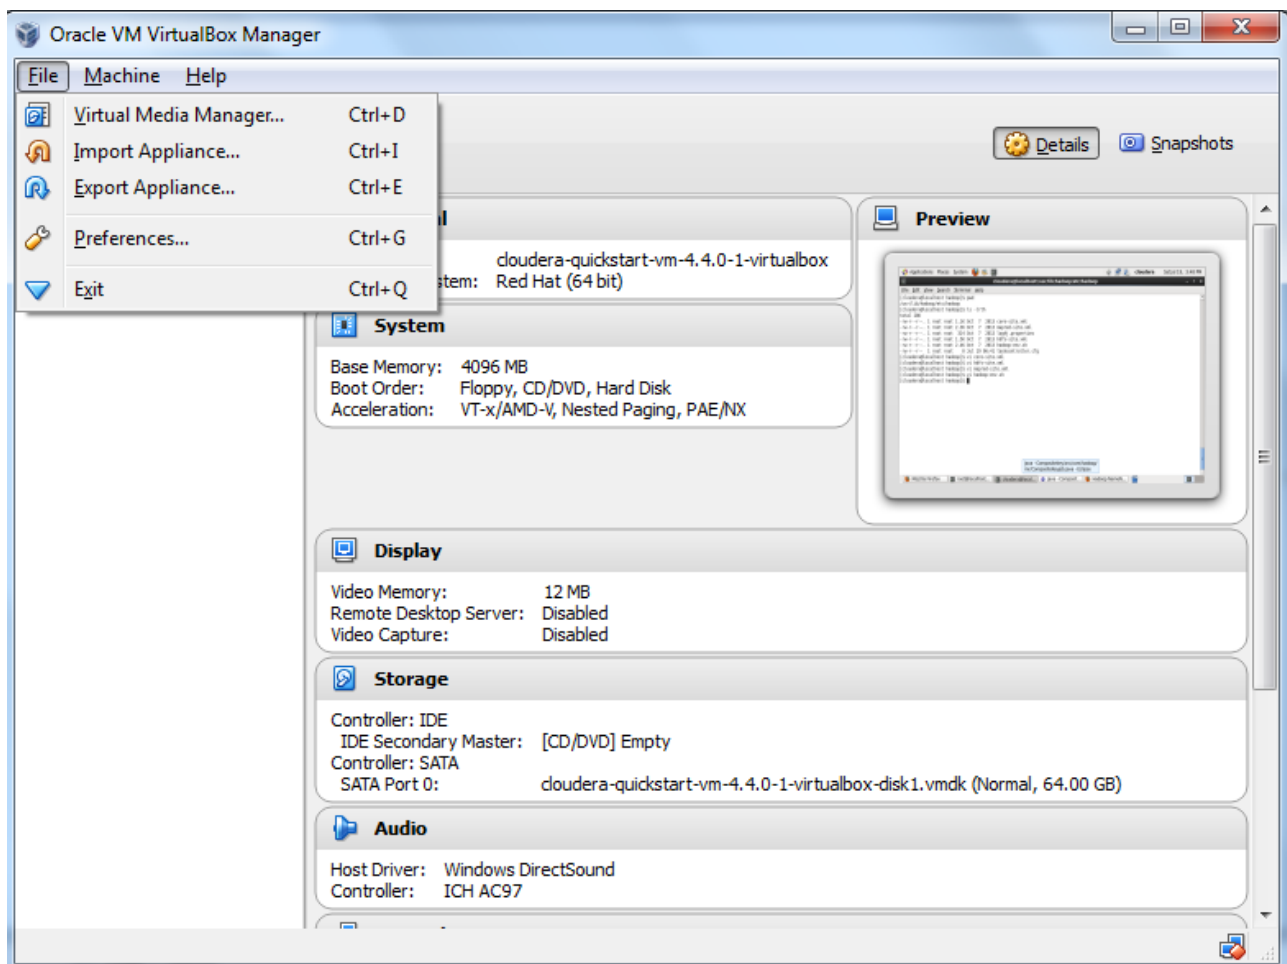 Oracle VM VirtualBox Manager
File Machine Help
Virtual Media Manager... Ctrl+D
Import Appliance... Ctrl+I
Export Appliance... Ctrl+E
Preferences... Ctrl+G
Exit Ctrl+Q
Details Snapshots
Preview
cloudera-quickstart-vm-4.4.0-1-virtualbox
Red Hat (64 bit)
System
Base Memory: 4096 MB
Boot Order: Floppy, CD/DVD, Hard Disk
Acceleration: VT-x/AMD-V, Nested Paging, PAE/NX
Display
Video Memory: 12 MB
Remote Desktop Server: Disabled
Video Capture: Disabled
Storage
Controller: IDE
IDE Secondary Master: [CD/DVD] Empty
Controller: SATA
SATA Port 0: cloudera-quickstart-vm-4.4.0-1-virtualbox-disk1.vmdk (Normal, 64.00 GB)
Audio
Host Driver: Windows DirectSound
Controller: ICH AC97